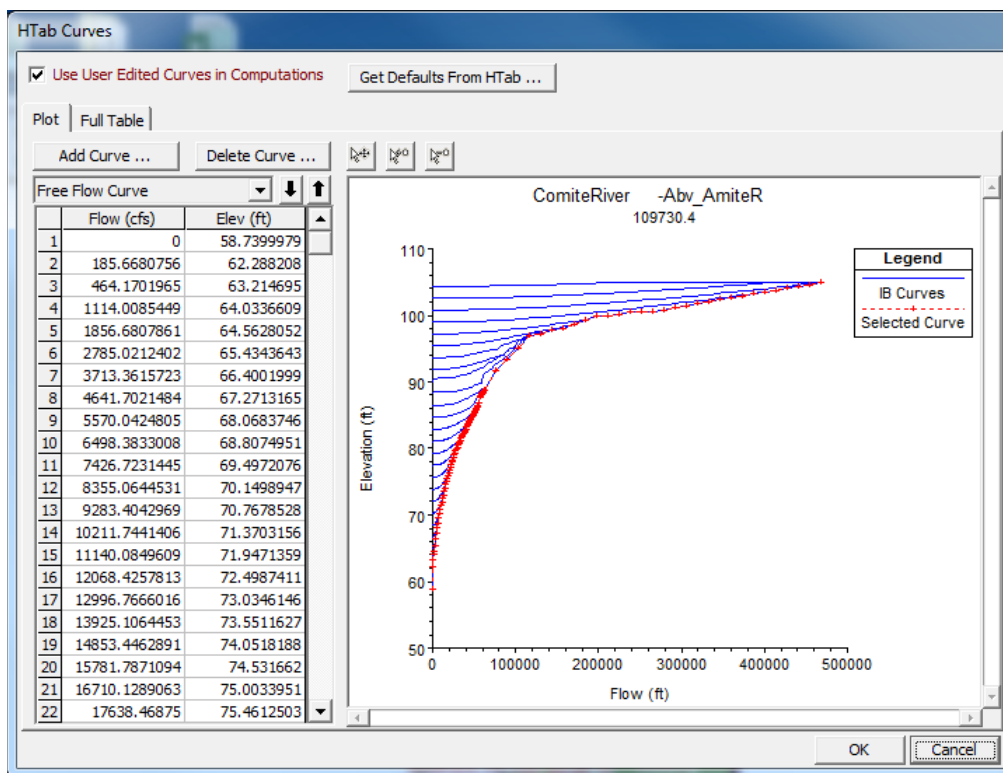 HTab Curves
Use User Edited Curves in Computations
Get Defaults From HTab ...
Plot
Full Table
Add Curve ...
Delete Curve ...
Free Flow Curve
Flow (cfs) Elev (ft)
1 0 58.7399979
2 185.6680756 62.288208
3 464.1701965 63.214695
4 1114.0085449 64.0336609
5 1856.6807861 64.5628052
6 2785.0212402 65.4343643
7 3713.3615723 66.4001999
8 4641.7021484 67.2713165
9 5570.0424805 68.0683746
10 6498.3833008 68.8074951
11 7426.7231445 69.4972076
12 8355.0644531 70.1498947
13 9283.4042969 70.7678528
14 10211.7441406 71.3703156
15 11140.0849609 71.9471359
16 12068.4257813 72.4987411
17 12996.7666016 73.0346146
18 13925.1064453 73.5511627
19 14853.4462891 74.0518188
20 15781.7871094 74.531662
21 16710.1289063 75.0033951
22 17638.46875 75.4612503
ComiteRiver -Abv_AmiteR
109730.4
Elevation (ft)
110
100
90
80
70
60
50
0 100000 200000 300000 400000 500000
Flow (ft)
Legend
IB Curves
Selected Curve
OK
Cancel